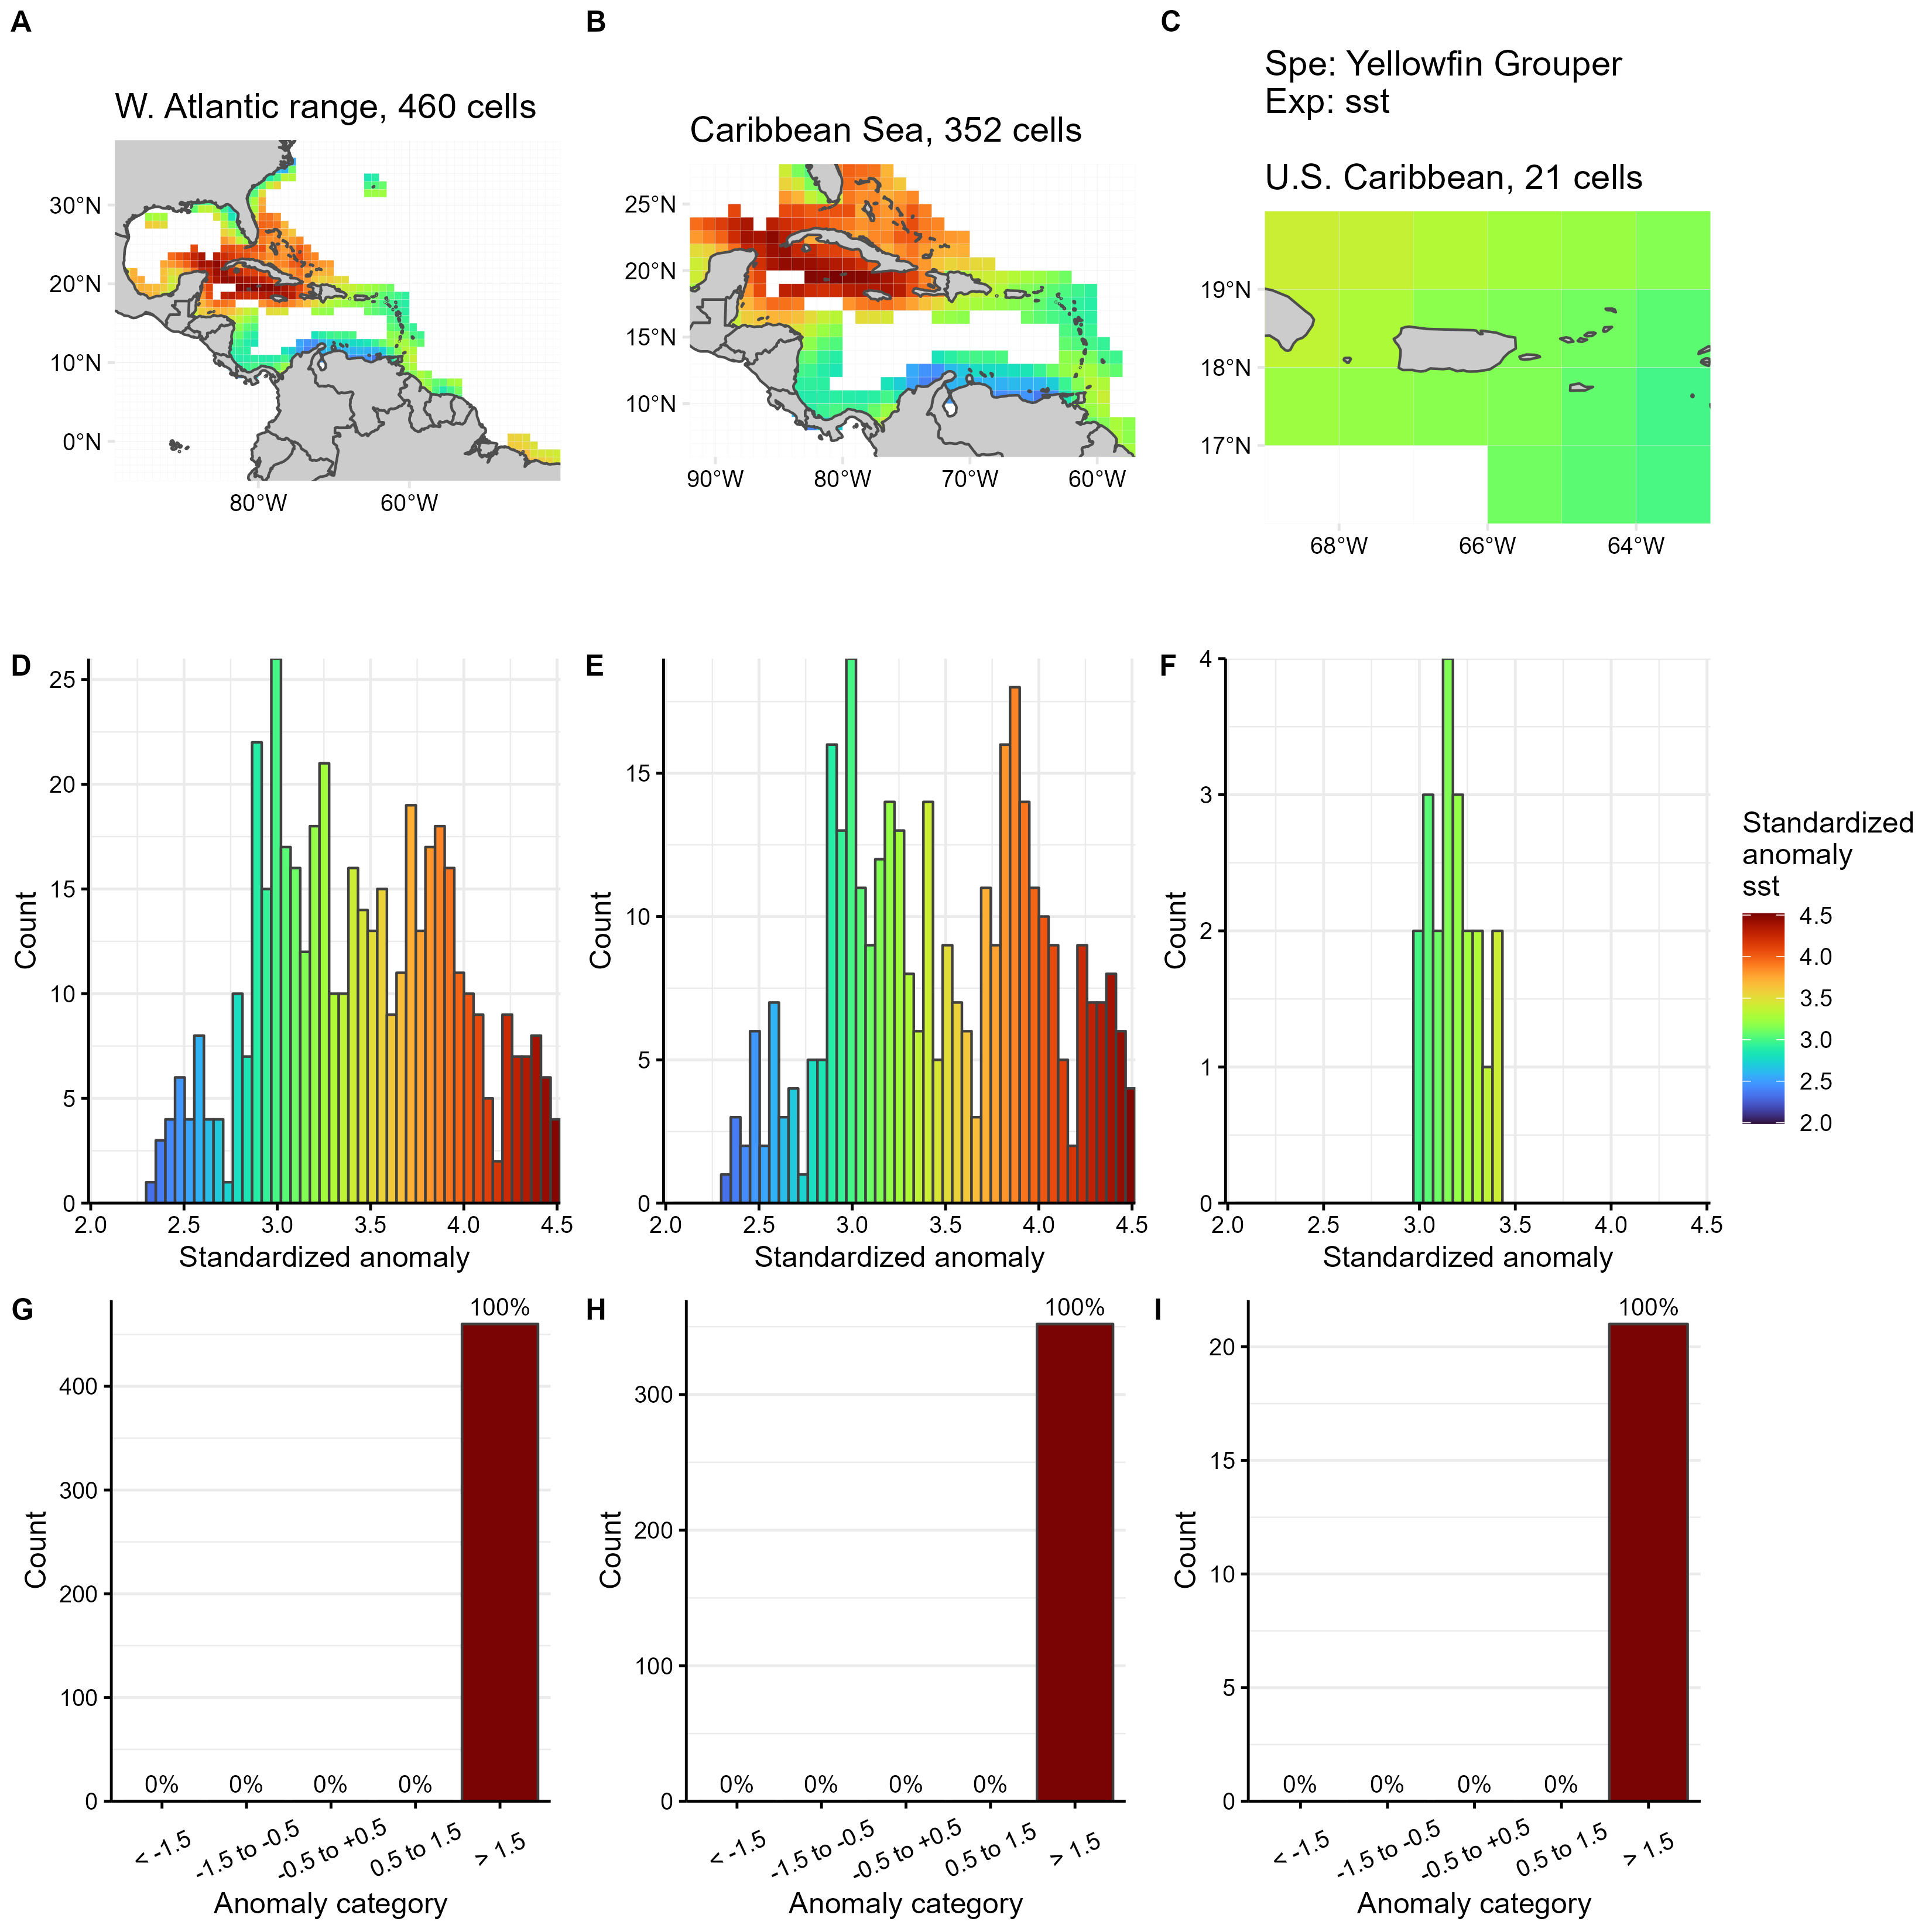 A
B
C
Spe: Yellowfin Grouper
Exp: sst
W. Atlantic range, 460 cells
Caribbean Sea, 352 cells
U.S. Caribbean, 21 cells
30°N
20°N
10°N
0°N
80°W
60°W
25°N
20°N
15°N
10°N
90°W
80°W
70°W
60°W
19°N
18°N
17°N
68°W
66°W
64°W
D
25
20
15
10
5
0
Count
2.0
2.5
3.0
3.5
4.0
4.5
Standardized anomaly
E
15
10
5
0
Count
2.0
2.5
3.0
3.5
4.0
4.5
Standardized anomaly
F
4
3
2
1
0
Count
2.0
2.5
3.0
3.5
4.0
4.5
Standardized anomaly
Standardized
anomaly
sst
4.5
4.0
3.5
3.0
2.5
2.0
G
400
300
200
100
0
Count
0%
0%
0%
0%
100%
< -1.5
-1.5 to -0.5
-0.5 to +0.5
0.5 to 1.5
> 1.5
Anomaly category
H
300
200
100
0
Count
0%
0%
0%
0%
100%
< -1.5
-1.5 to -0.5
-0.5 to +0.5
0.5 to 1.5
> 1.5
Anomaly category
I
20
15
10
5
0
Count
0%
0%
0%
0%
100%
< -1.5
-1.5 to -0.5
-0.5 to +0.5
0.5 to 1.5
> 1.5
Anomaly category